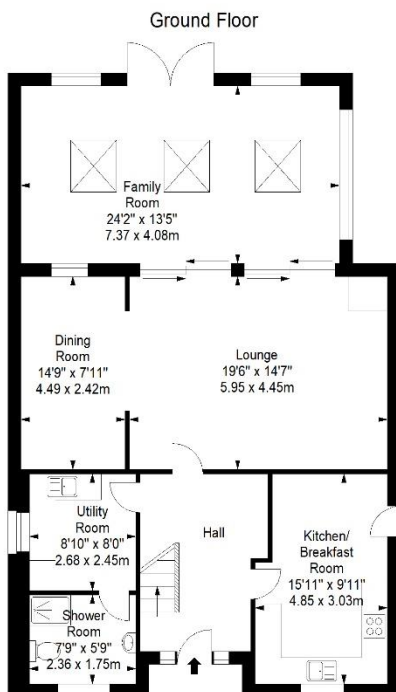 Ground Floor
Family
Room
24'2" x 13'5"
7.37 x 4.08m
Dining
Room
14'9" x 7'11"
4.49 x 2.42m
Lounge
19'6" x 14'7"
5.95 x 4.45m
Utility
Room
8'10" x 8'0"
2.68 x 2.45m
Hall
Kitchen/
Breakfast
Room
15'11" x 9'11"
4.85 x 3.03m
Shower
Room
7'9" x 5'9"
2.36 x 1.75m